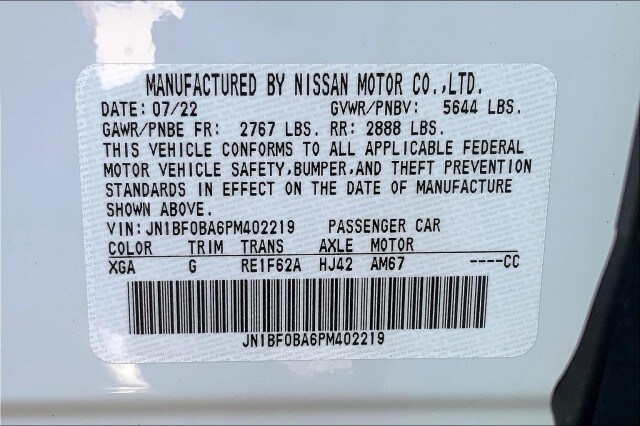 MANUFACTURED BY NISSAN MOTOR CO.,LTD.
DATE: 07/22 GVWR/PNBV: 5644 LBS.
GAWR/PNBE FR: 2767 LBS. RR: 2888 LBS.
THIS VEHICLE CONFORMS TO ALL APPLICABLE FEDERAL
MOTOR VEHICLE SAFETY,BUMPER,AND THEFT PREVENTION
STANDARDS IN EFFECT ON THE DATE OF MANUFACTURE
SHOWN ABOVE.
VIN: JN1BF0BA6PM402219 PASSENGER CAR
COLOR TRIM TRANS AXLE MOTOR
XGA G RE1F62A HJ42 AM67 ----CC
JN1BF0BA6PM402219